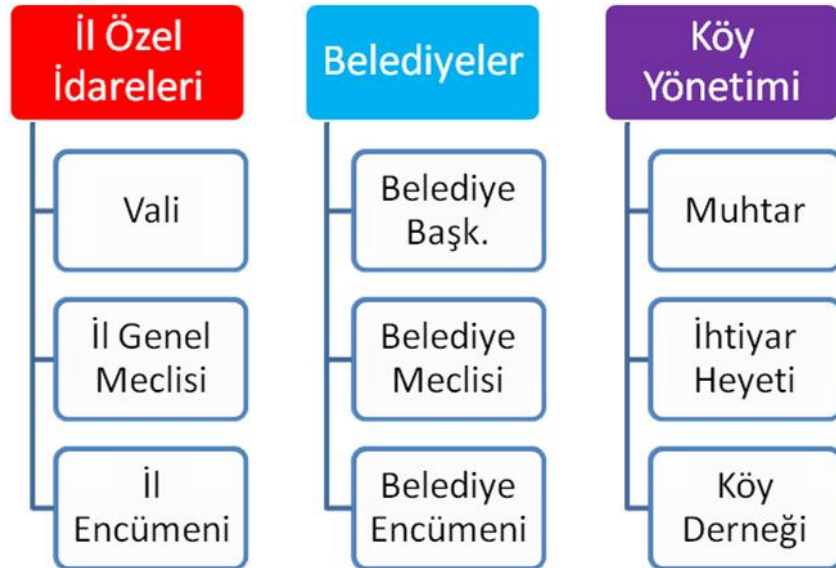 İl Özel
İdareleri
Vali
İl Genel
Meclisi
İl
Encümeni
Belediyeler
Belediye
Başk.
Belediye
Meclisi
Belediye
Encümeni
Köy
Yönetimi
Muhtar
İhtiyar
Heyeti
Köy
Derneği